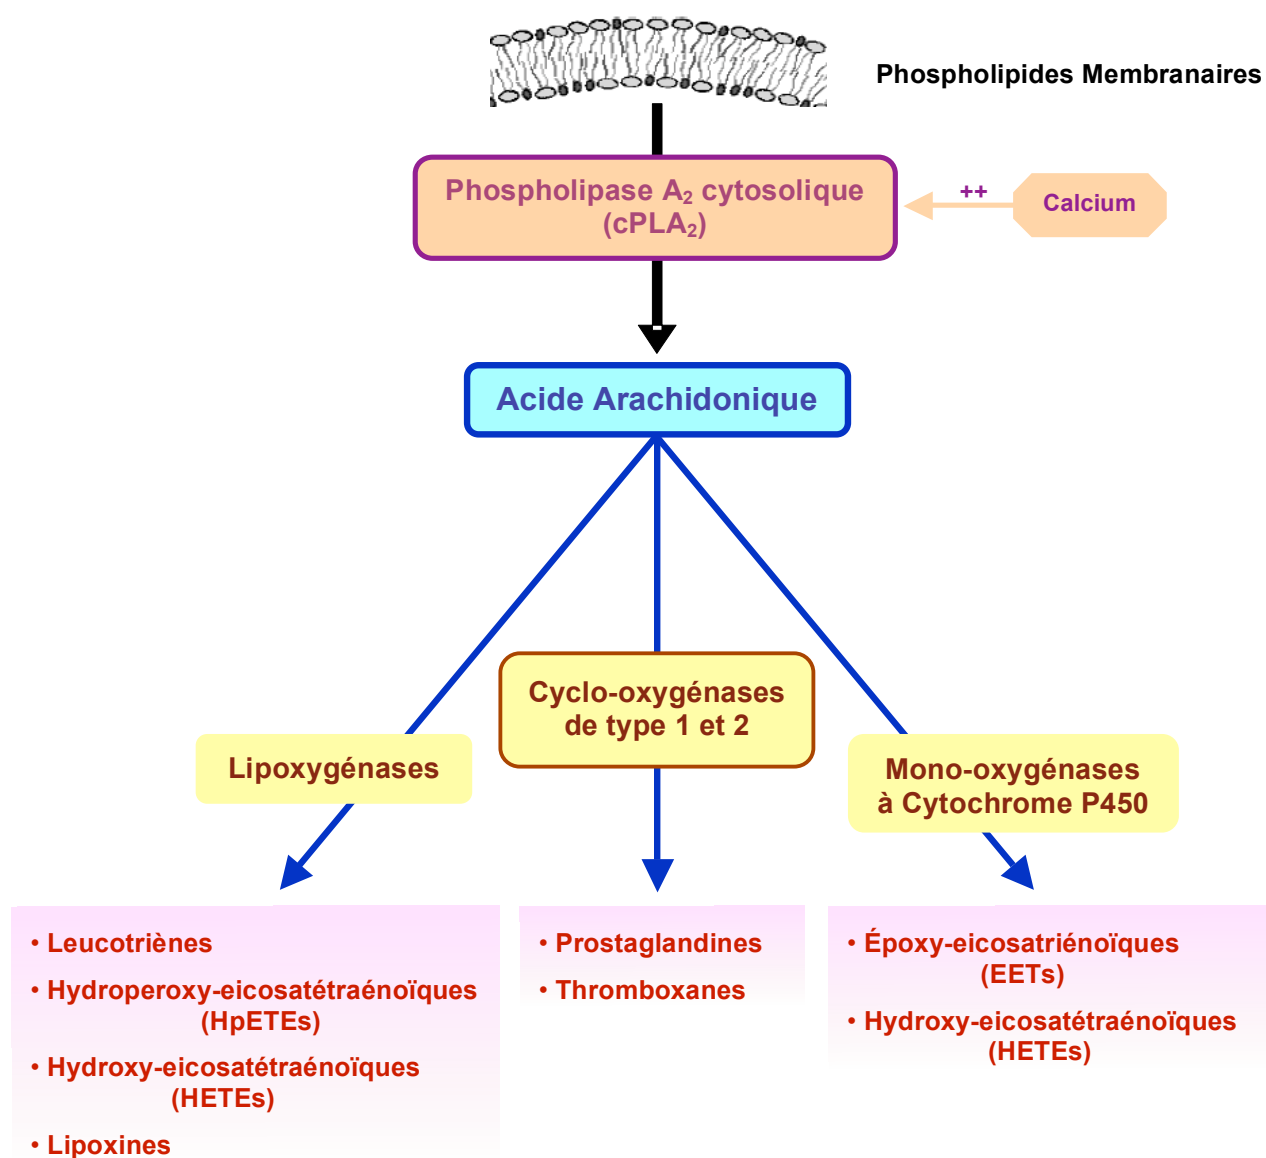 Phospholipides Membranaires
Phospholipase A₂ cytosolique
(cPLA₂)
++
Calcium
Acide Arachidonique
Cyclo-oxygénases
de type 1 et 2
Lipoxygénases
Mono-oxygénases
à Cytochrome P450
• Leucotriènes
• Hydroperoxy-eicosatétraénoïques
(HpETEs)
• Hydroxy-eicosatétraénoïques
(HETEs)
• Lipoxines
• Prostaglandines
• Thromboxanes
• Époxy-eicosatriénoïques
(EETs)
• Hydroxy-eicosatétraénoïques
(HETEs)